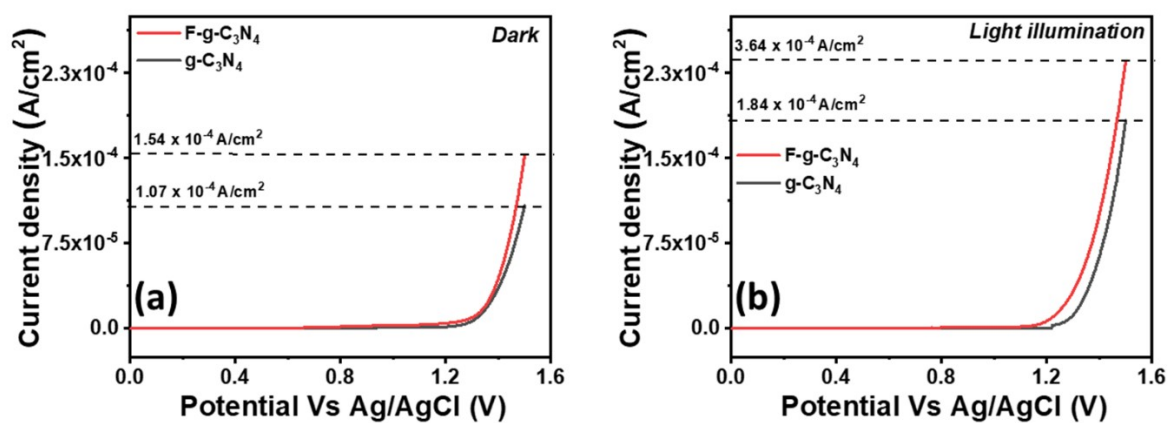 Current density (A/cm²)
F-g-C₃N₄
g-C₃N₄
Dark
2.3x10⁻⁴
1.54 x 10⁻⁴ A/cm²
1.5x10⁻⁴
1.07 x 10⁻⁴ A/cm²
7.5x10⁻⁵
(a)
0.0
0.0 0.4 0.8 1.2 1.6
Potential Vs Ag/AgCl (V)
Current density (A/cm²)
Light illumination
3.64 x 10⁻⁴ A/cm²
2.3x10⁻⁴
1.84 x 10⁻⁴ A/cm²
1.5x10⁻⁴
F-g-C₃N₄
g-C₃N₄
7.5x10⁻⁵
(b)
0.0
0.0 0.4 0.8 1.2 1.6
Potential Vs Ag/AgCl (V)